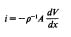 i = −ρ⁻¹A dV/dx